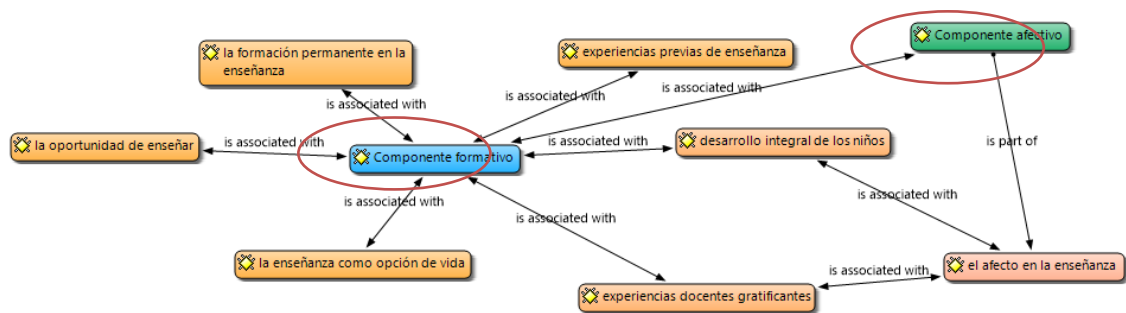 Componente afectivo
la formación permanente en la
enseñanza
experiencias previas de enseñanza
is associated with
is associated with
is associated with
is associated with
la oportunidad de enseñar
is associated with
desarrollo integral de los niños
is part of
Componente formativo
is associated with
is associated with
is associated with
la enseñanza como opción de vida
is associated with
el afecto en la enseñanza
experiencias docentes gratificantes